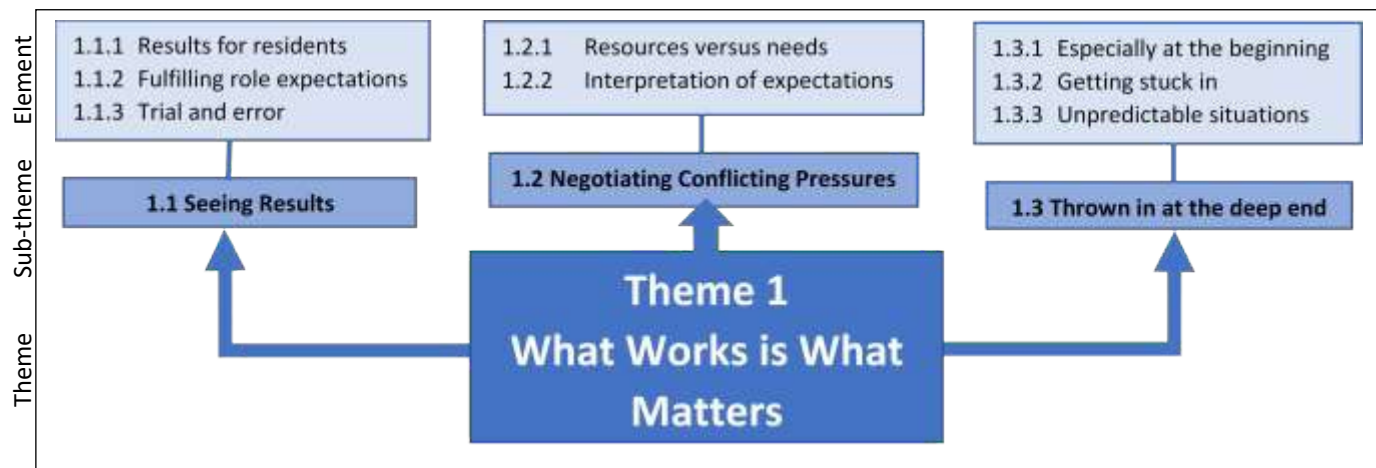 Element
1.1.1 Results for residents
1.1.2 Fulfilling role expectations
1.1.3 Trial and error
1.2.1 Resources versus needs
1.2.2 Interpretation of expectations
1.3.1 Especially at the beginning
1.3.2 Getting stuck in
1.3.3 Unpredictable situations
Sub-theme
1.1 Seeing Results
1.2 Negotiating Conflicting Pressures
1.3 Thrown in at the deep end
Theme
Theme 1
What Works is What
Matters